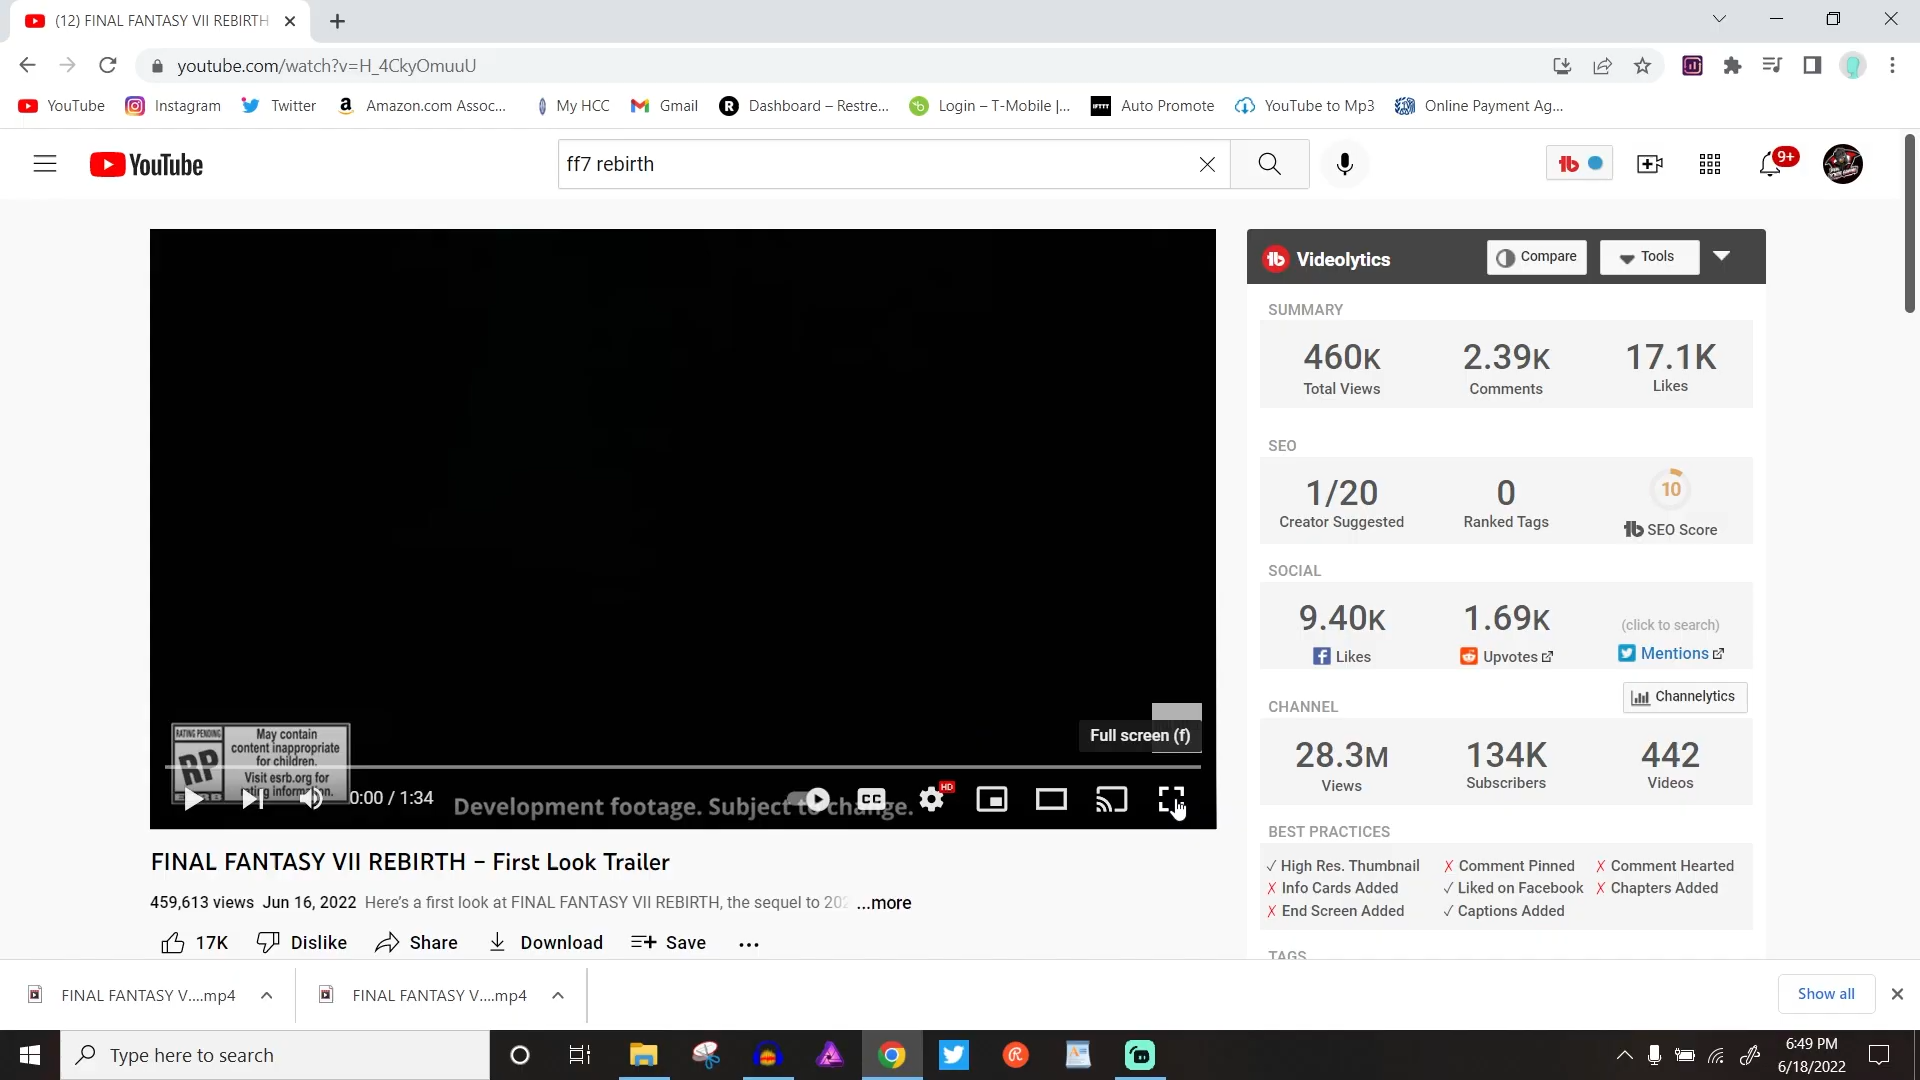 (12) FINAL FANTASY VII REBIRTH
youtube.com/watch?v=H_4CkyOmuuU
YouTube Instagram Twitter Amazon.com Assoc... My HCC Gmail Dashboard – Restre... Login – T-Mobile |... Auto Promote YouTube to Mp3 Online Payment Ag...
YouTube ff7 rebirth 9+
Videolytics Compare Tools
SUMMARY
460K 2.39K 17.1K
Total Views Comments Likes
SEO
1/20 0 10
Creator Suggested Ranked Tags SEO Score
SOCIAL
9.40K 1.69K (click to search)
Likes Upvotes Mentions
CHANNEL Channelytics
28.3M 134K 442
Views Subscribers Videos
BEST PRACTICES
✓ High Res. Thumbnail ✗ Comment Pinned ✗ Comment Hearted
✗ Info Cards Added ✓ Liked on Facebook ✗ Chapters Added
✗ End Screen Added ✓ Captions Added
TAGS
RATING PENDING
RP
May contain
content inappropriate
for children.
Visit esrb.org for
rating information.
Full screen (f)
0:00 / 1:34
CC HD
Development footage. Subject to change.
FINAL FANTASY VII REBIRTH – First Look Trailer
459,613 views Jun 16, 2022 Here's a first look at FINAL FANTASY VII REBIRTH, the sequel to 202 ...more
17K Dislike Share Download Save ...
FINAL FANTASY V....mp4 FINAL FANTASY V....mp4 Show all
Type here to search
6:49 PM
6/18/2022